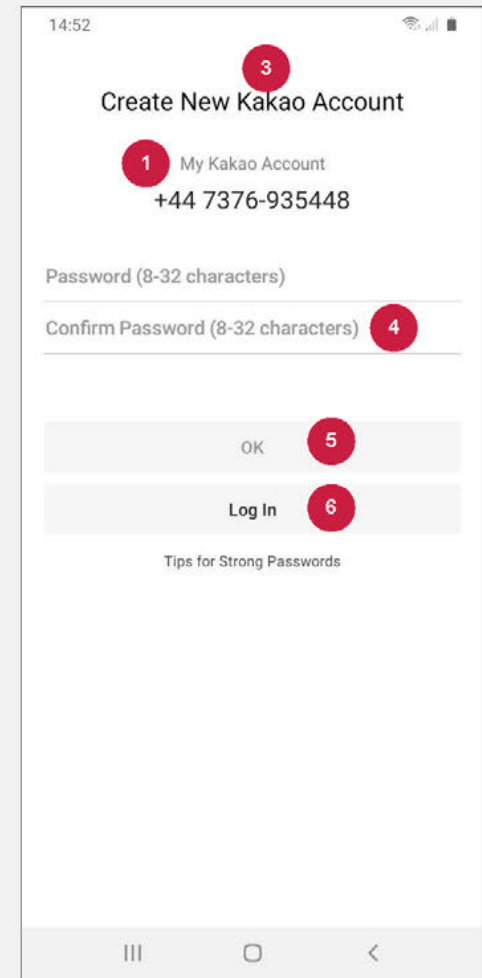 14:52
3
Create New Kakao Account
1 My Kakao Account
+44 7376-935448
Password (8-32 characters)
Confirm Password (8-32 characters) 4
OK 5
Log In 6
Tips for Strong Passwords